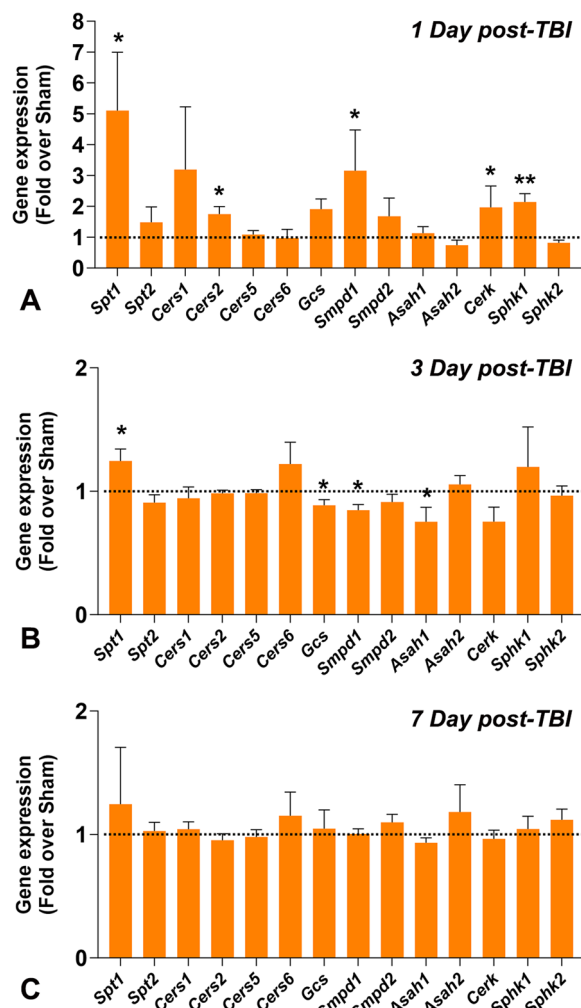 1 Day post-TBI
Gene expression
(Fold over Sham)
8
7
6
5
4
3
2
1
0
*
*
*
*
**
Spt1
Spt2
Cers1
Cers2
Cers5
Cers6
Gcs
Smpd1
Smpd2
Asah1
Asah2
Cerk
Sphk1
Sphk2
A
3 Day post-TBI
Gene expression
(Fold over Sham)
2
1
0
*
*
*
*
Spt1
Spt2
Cers1
Cers2
Cers5
Cers6
Gcs
Smpd1
Smpd2
Asah1
Asah2
Cerk
Sphk1
Sphk2
B
7 Day post-TBI
Gene expression
(Fold over Sham)
2
1
0
Spt1
Spt2
Cers1
Cers2
Cers5
Cers6
Gcs
Smpd1
Smpd2
Asah1
Asah2
Cerk
Sphk1
Sphk2
C